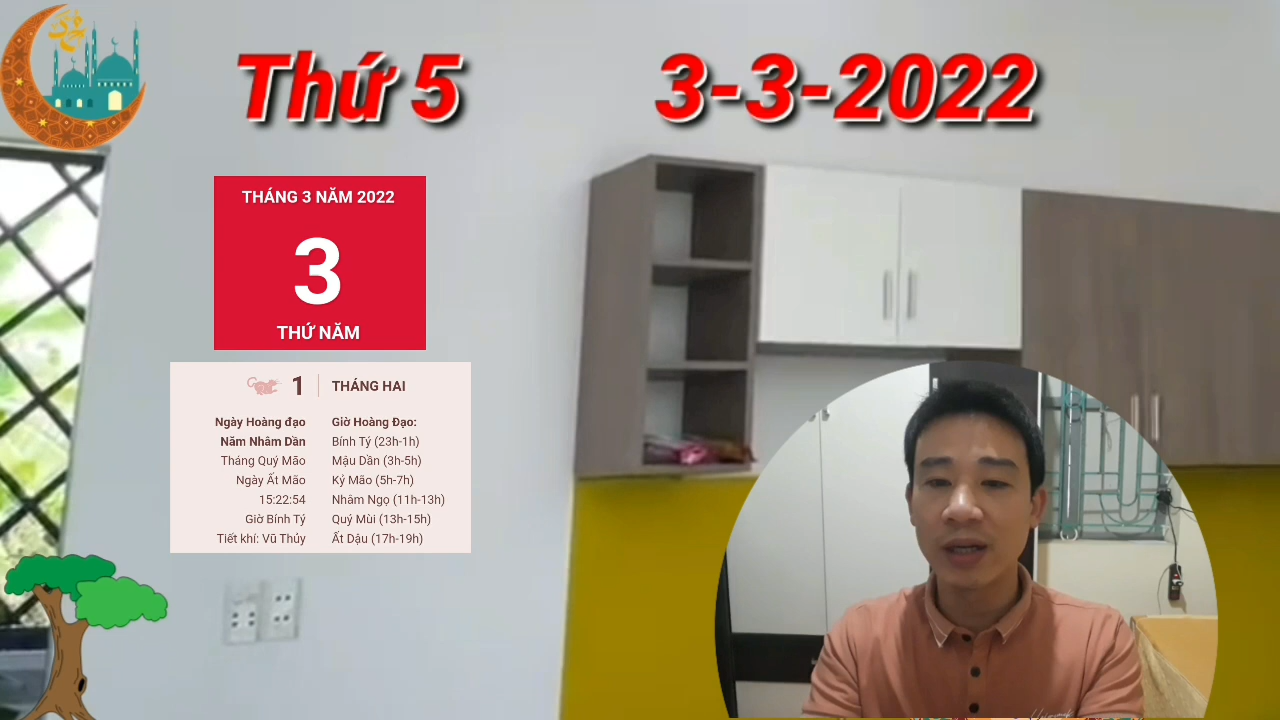 Thứ 5 3-3-2022
THÁNG 3 NĂM 2022
3
THỨ NĂM
1 THÁNG HAI
Ngày Hoàng đạo
Năm Nhâm Dần
Tháng Quý Mão
Ngày Ất Mão
15:22:54
Giờ Bính Tý
Tiết khí: Vũ Thủy
Giờ Hoàng Đạo:
Bính Tý (23h-1h)
Mậu Dần (3h-5h)
Kỷ Mão (5h-7h)
Nhâm Ngọ (11h-13h)
Quý Mùi (13h-15h)
Ất Dậu (17h-19h)